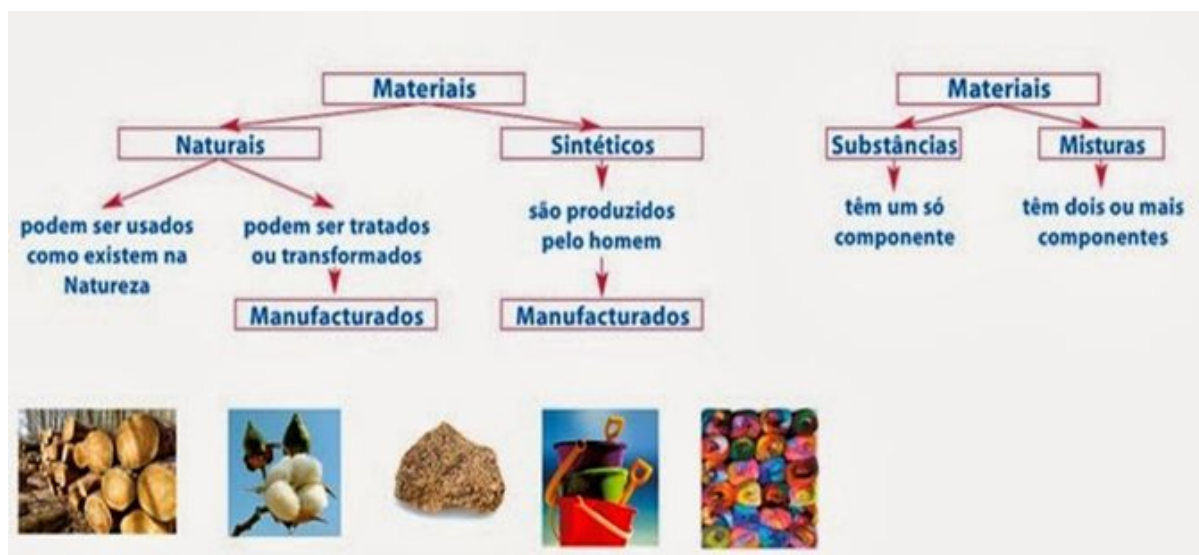 Materiais
Naturais
Sintéticos
podem ser usados
como existem na
Natureza
podem ser tratados
ou transformados
Manufacturados
são produzidos
pelo homem
Manufacturados
Materiais
Substâncias
Misturas
têm um só
componente
têm dois ou mais
componentes